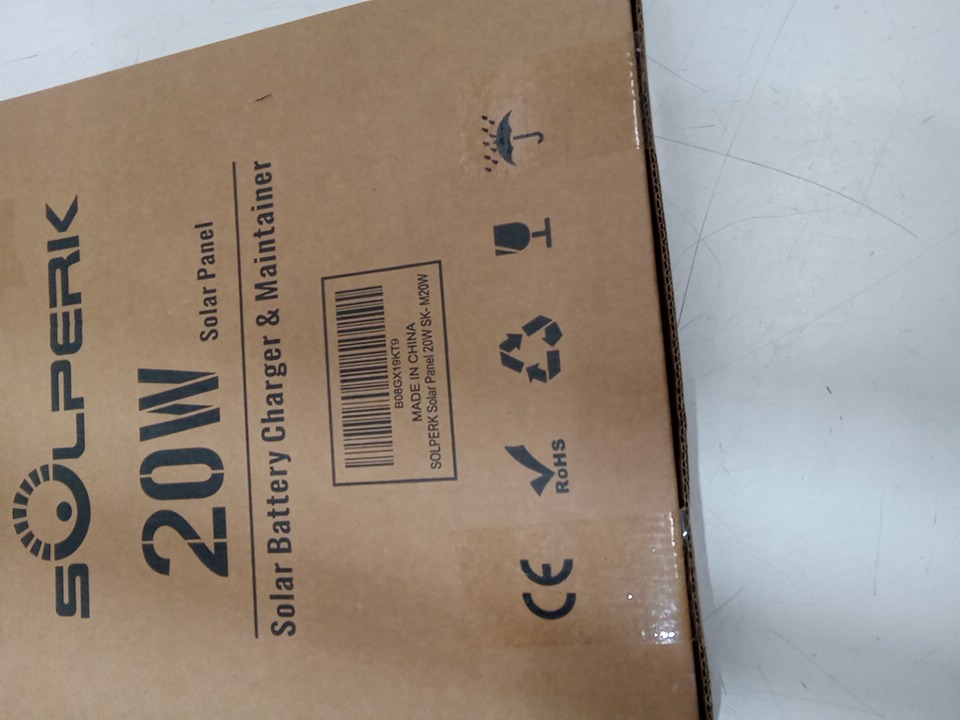 SOLPERK
20W Solar Panel
Solar Battery Charger & Maintainer
B08GX19KT9
MADE IN CHINA
SOLPERK Solar Panel 20W SK- M20W
CE RoHS